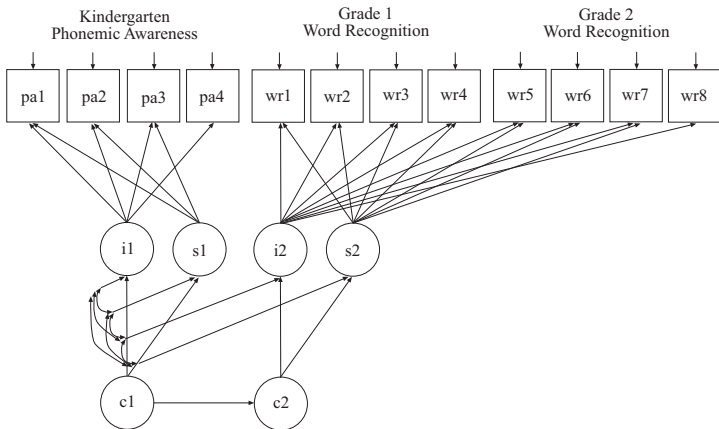 Kindergarten
Phonemic Awareness
Grade 1
Word Recognition
Grade 2
Word Recognition
pa1 pa2 pa3 pa4 wr1 wr2 wr3 wr4 wr5 wr6 wr7 wr8
i1 s1 i2 s2
c1 c2